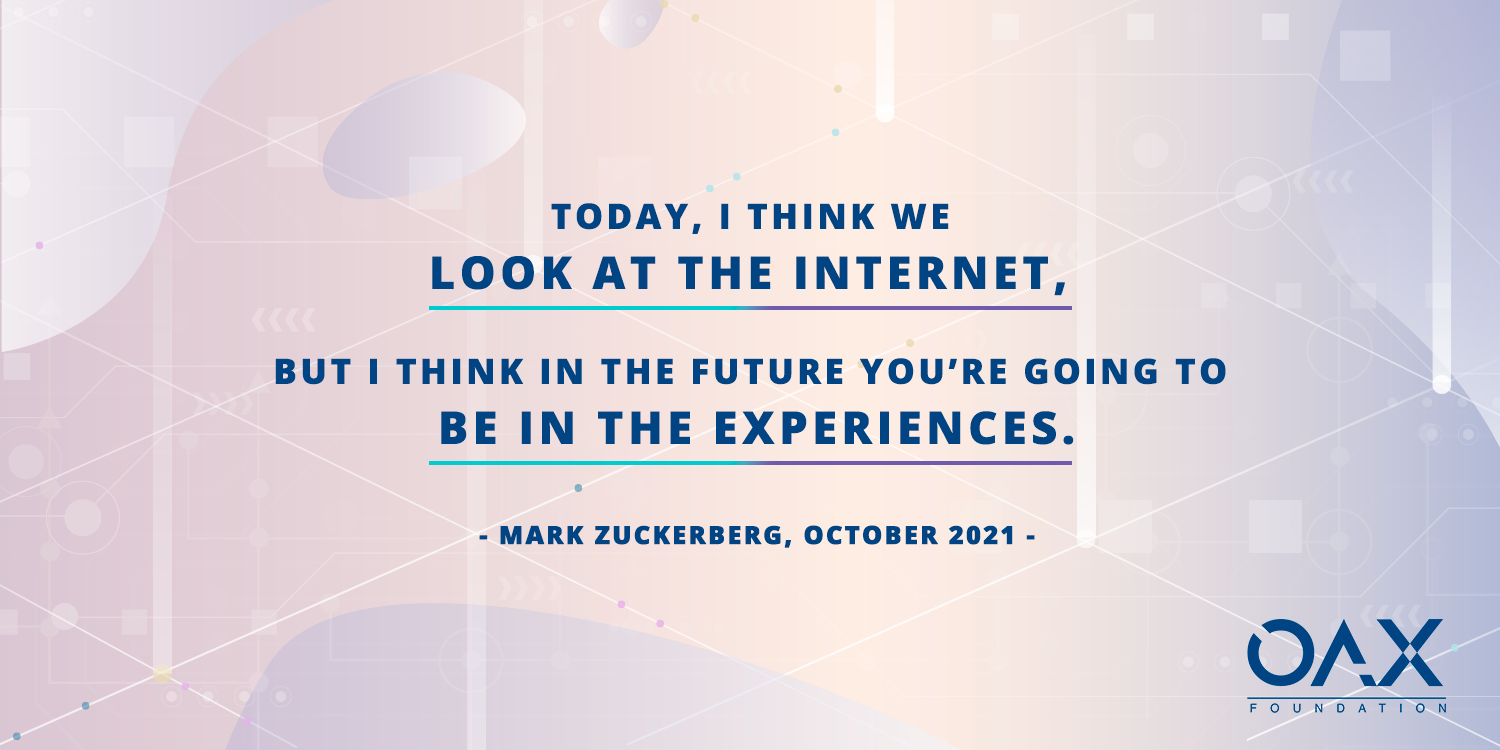 TODAY, I THINK WE
LOOK AT THE INTERNET,
BUT I THINK IN THE FUTURE YOU’RE GOING TO
BE IN THE EXPERIENCES.
- MARK ZUCKERBERG, OCTOBER 2021 -
OAX
FOUNDATION